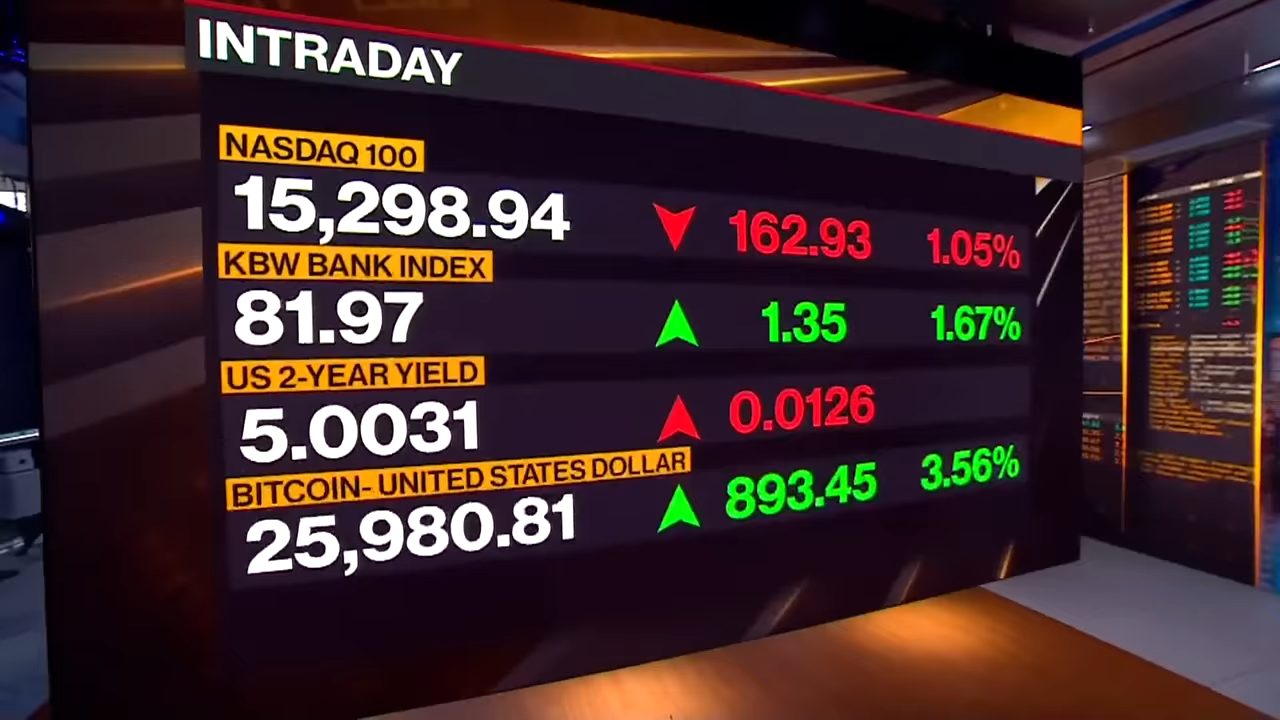 INTRADAY
NASDAQ 100
15,298.94 ▼ 162.93 1.05%
KBW BANK INDEX
81.97 ▲ 1.35 1.67%
US 2-YEAR YIELD
5.0031 ▲ 0.0126
BITCOIN- UNITED STATES DOLLAR
25,980.81 ▲ 893.45 3.56%